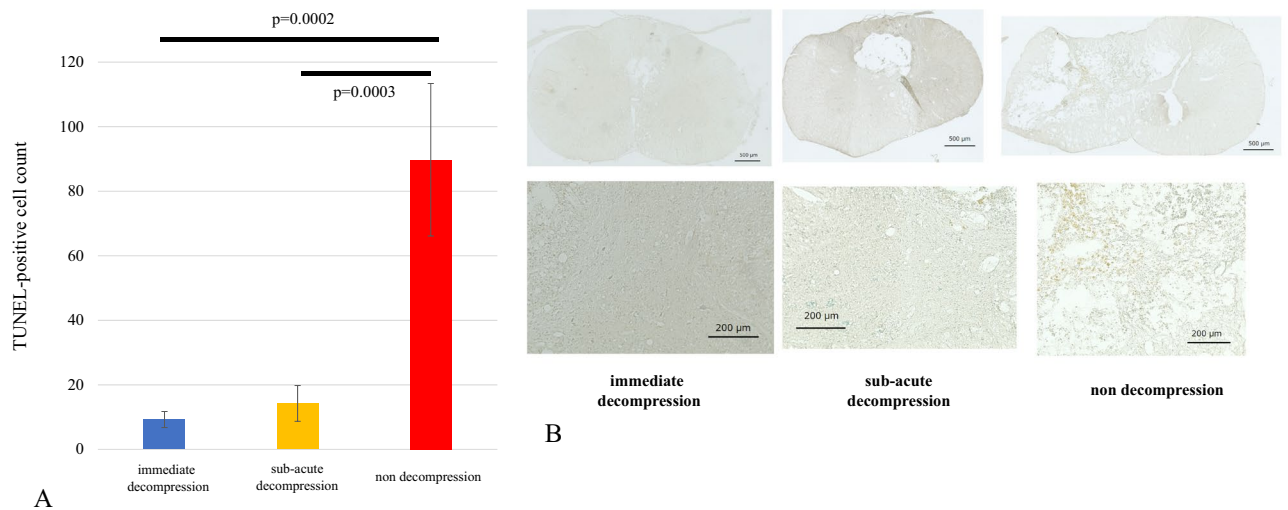 p=0.0002
p=0.0003
TUNEL-positive cell count
120
100
80
60
40
20
0
immediate
decompression
sub-acute
decompression
non decompression
A
500 µm
500 µm
500 µm
200 µm
200 µm
200 µm
immediate
decompression
sub-acute
decompression
non decompression
B